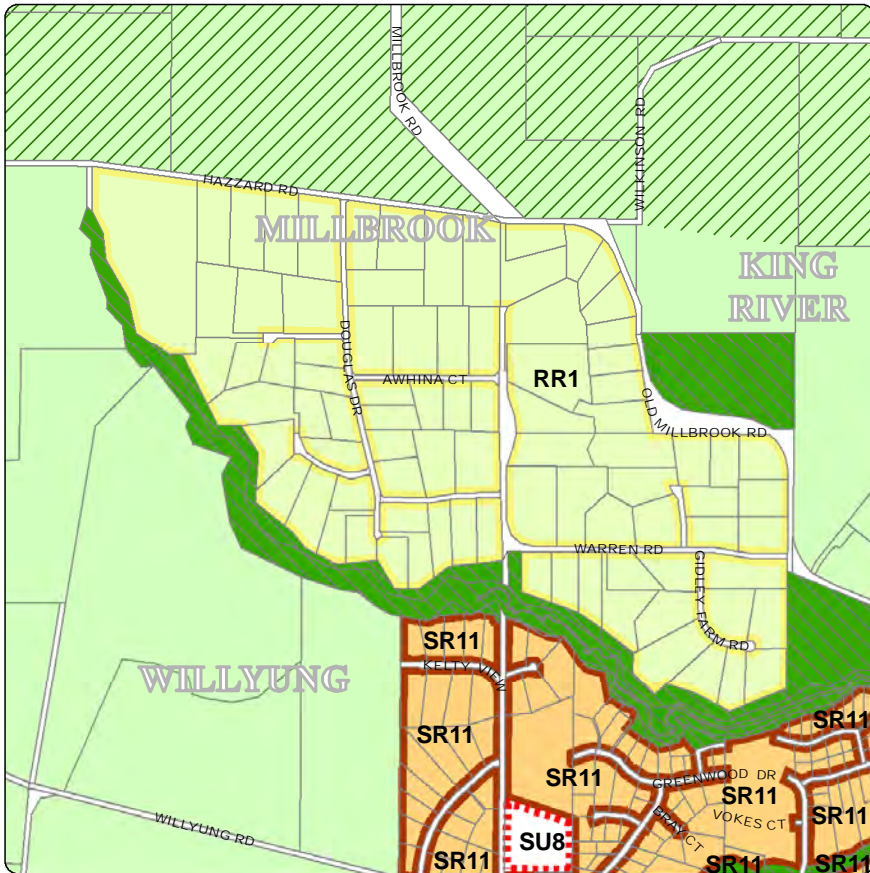 MILLBROOK RD
WILKINSON RD
HAZZARD RD
MILLBROOK
KING
RIVER
DOUGLAS DR
AWHINA CT
RR1
OLD MILLBROOK RD
WARREN RD
GIDLEY FARM RD
SR11
KELTY VIEW
WILLYUNG
SR11
SR11
SR11
GREENWOOD DR
SR11
VOKES CT
SR11
BRAY CT
WILLYUNG RD
SU8
SR11
SR11
SR11